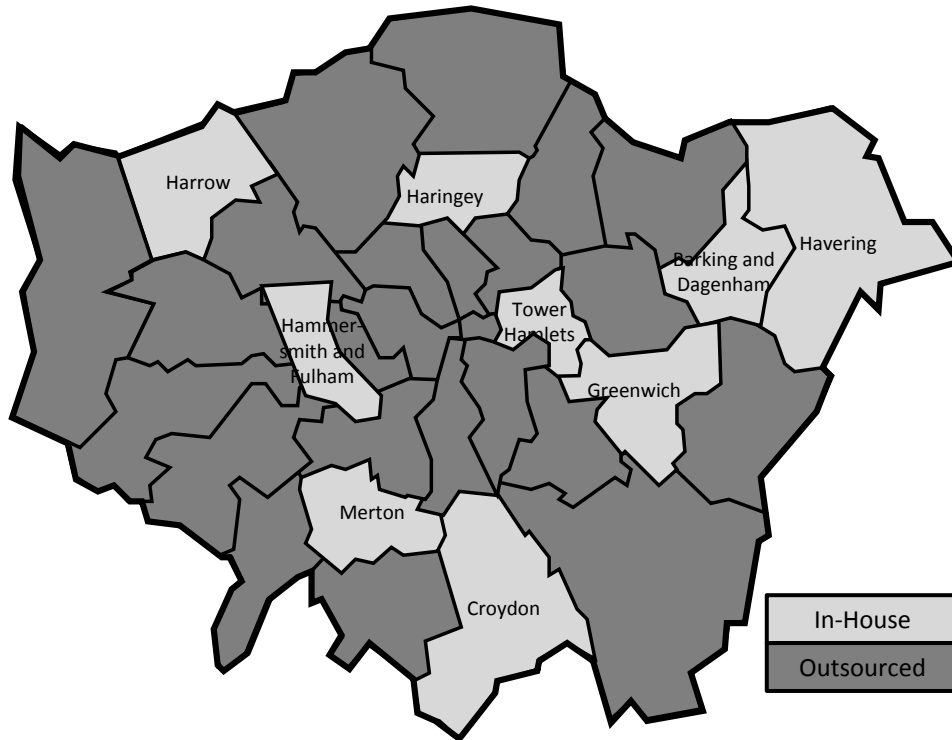 Harrow
Haringey
Havering
Barking and
Dagenham
Tower
Hamlets
Hammer-
smith and
Fulham
Greenwich
Merton
Croydon
In-House
Outsourced